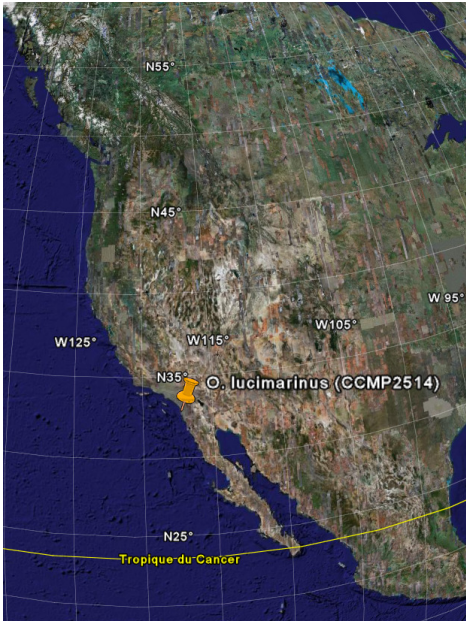 N55°
N45°
W 95°
W105°
W125°
W115°
N35°
O. lucimarinus (CCMP2514)
N25°
Tropique du Cancer